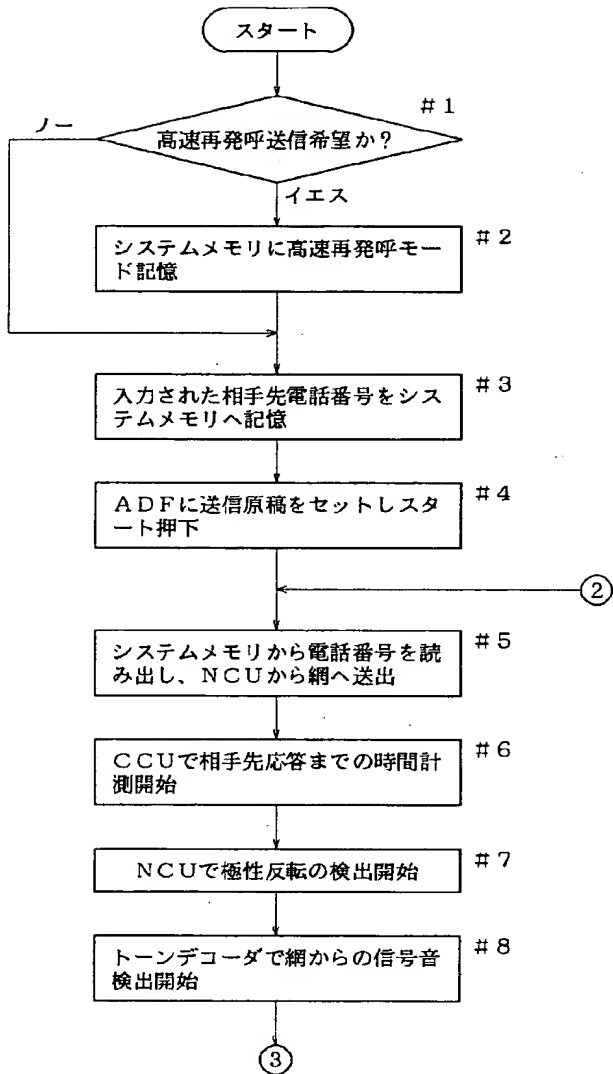 スタート
#1
ノー
高速再発呼送信希望か?
イエス
#2
システムメモリに高速再発呼モー
ド記憶
#3
入力された相手先電話番号をシス
テムメモリへ記憶
#4
ADFに送信原稿をセットしスタ
ート押下
②
#5
システムメモリから電話番号を読
み出し、NCUから網へ送出
#6
CCUで相手先応答までの時間計
測開始
#7
NCUで極性反転の検出開始
#8
トーンデコーダで網からの信号音
検出開始
③